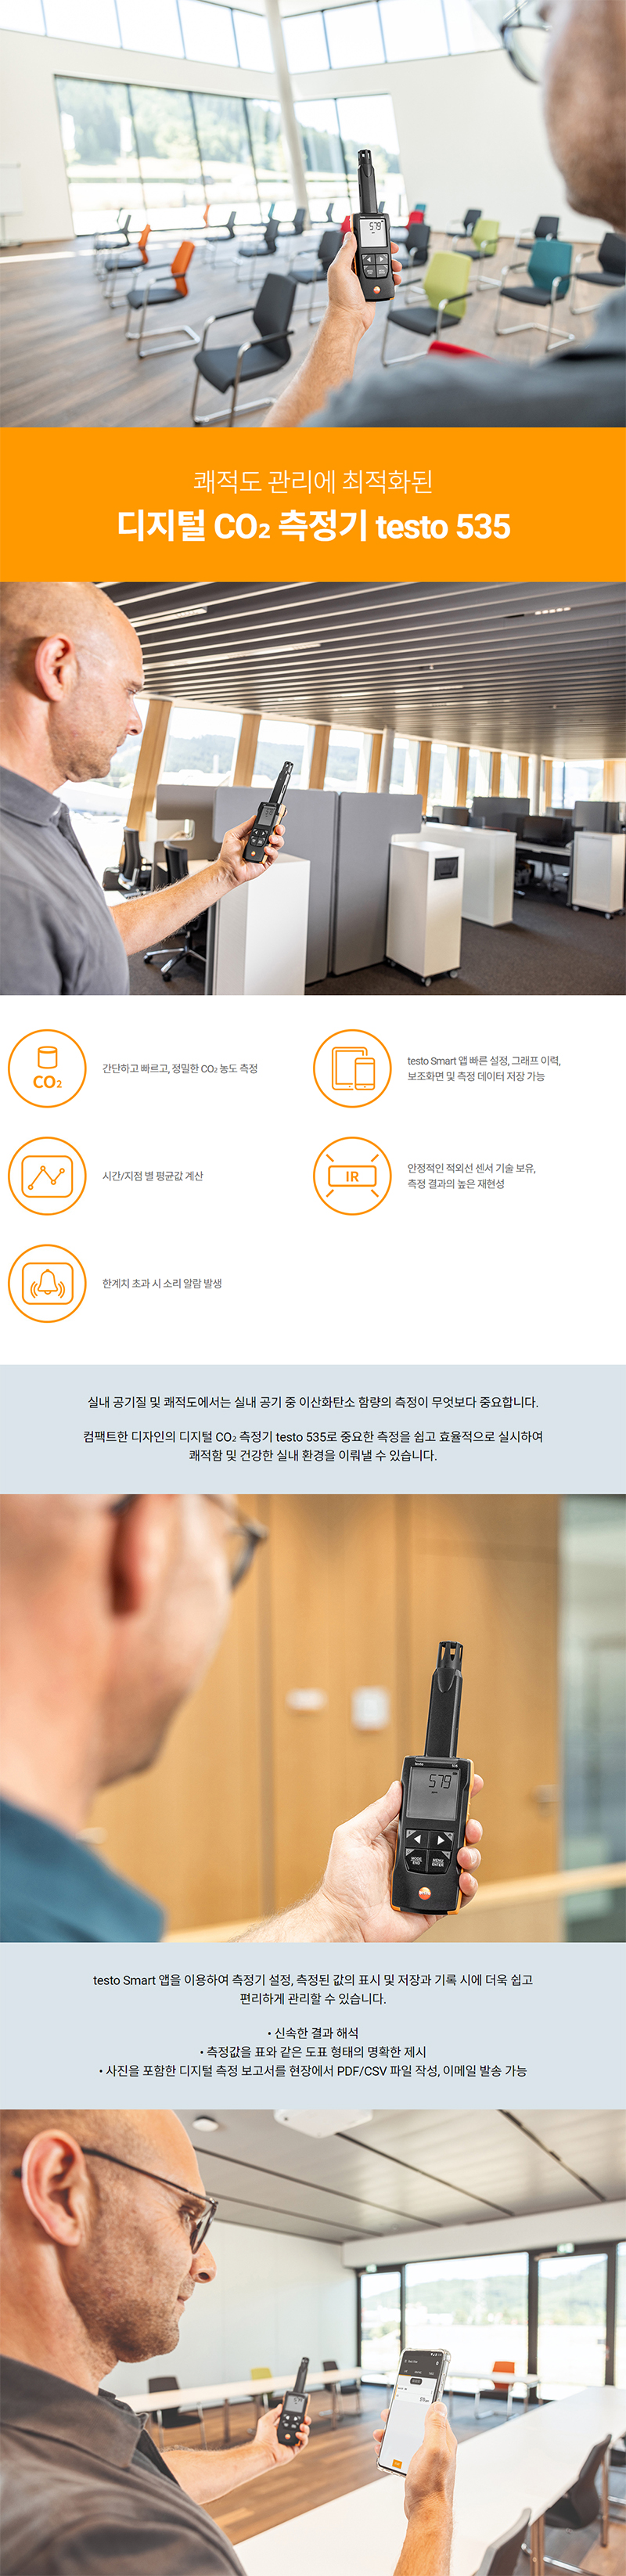 579
쾌적도 관리에 최적화된
디지털 CO₂ 측정기 testo 535
CO₂
간단하고 빠르고, 정밀한 CO₂ 농도 측정
testo Smart 앱 빠른 설정, 그래프 이력,
보조화면 및 측정 데이터 저장 가능
시간/지점 별 평균값 계산
IR
안정적인 적외선 센서 기술 보유,
측정 결과의 높은 재현성
한계치 초과 시 소리 알람 발생
실내 공기질 및 쾌적도에서는 실내 공기 중 이산화탄소 함량의 측정이 무엇보다 중요합니다.
컴팩트한 디자인의 디지털 CO₂ 측정기 testo 535로 중요한 측정을 쉽고 효율적으로 실시하여
쾌적함 및 건강한 실내 환경을 이뤄낼 수 있습니다.
testo 535
579
MODE
END
MENU
ENTER
testo Smart 앱을 이용하여 측정기 설정, 측정된 값의 표시 및 저장과 기록 시에 더욱 쉽고
편리하게 관리할 수 있습니다.
• 신속한 결과 해석
• 측정값을 표와 같은 도표 형태의 명확한 제시
• 사진을 포함한 디지털 측정 보고서를 현장에서 PDF/CSV 파일 작성, 이메일 발송 가능